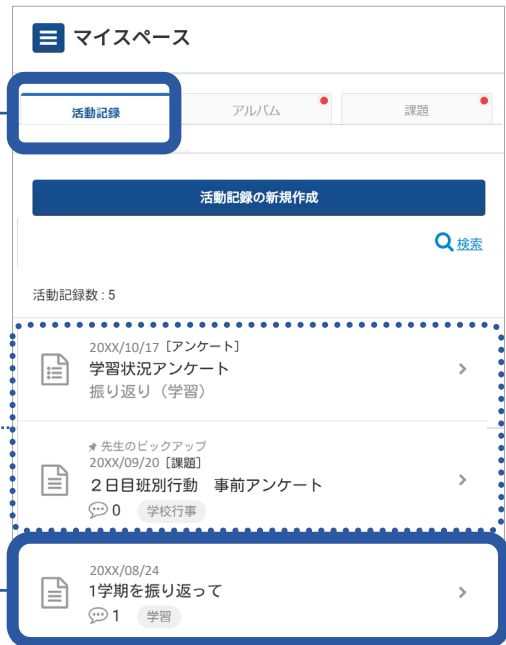 マイスペース
活動記録
アルバム
課題
活動記録の新規作成
検索
活動記録数 : 5
20XX/10/17［アンケート］
学習状況アンケート
振り返り（学習）
先生のピックアップ
20XX/09/20［課題］
２日目班別行動　事前アンケート
0 学校行事
20XX/08/24
1学期を振り返って
1 学習